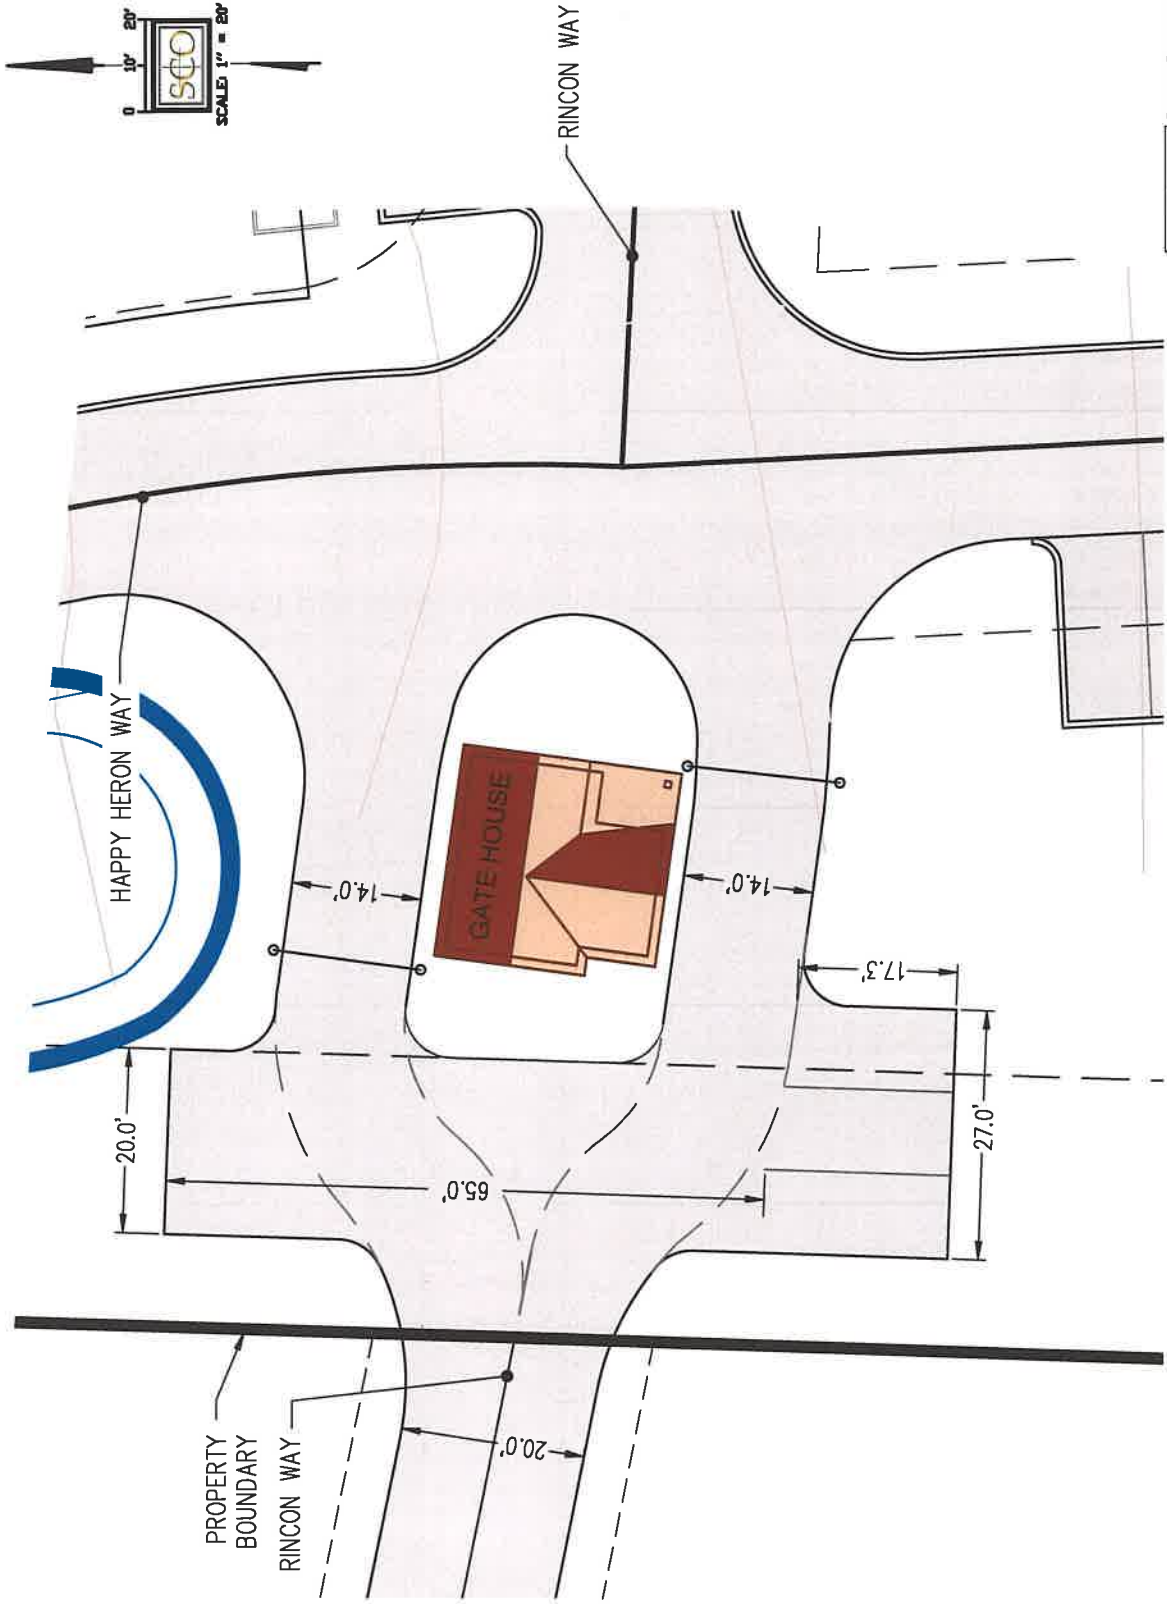 0 10' 20'
SCO
SCALE: 1" = 20'
RINCON WAY
HAPPY HERON WAY
GATE HOUSE
14.0'
14.0'
17.3'
20.0'
65.0'
27.0'
PROPERTY
BOUNDARY
RINCON WAY
20.0'